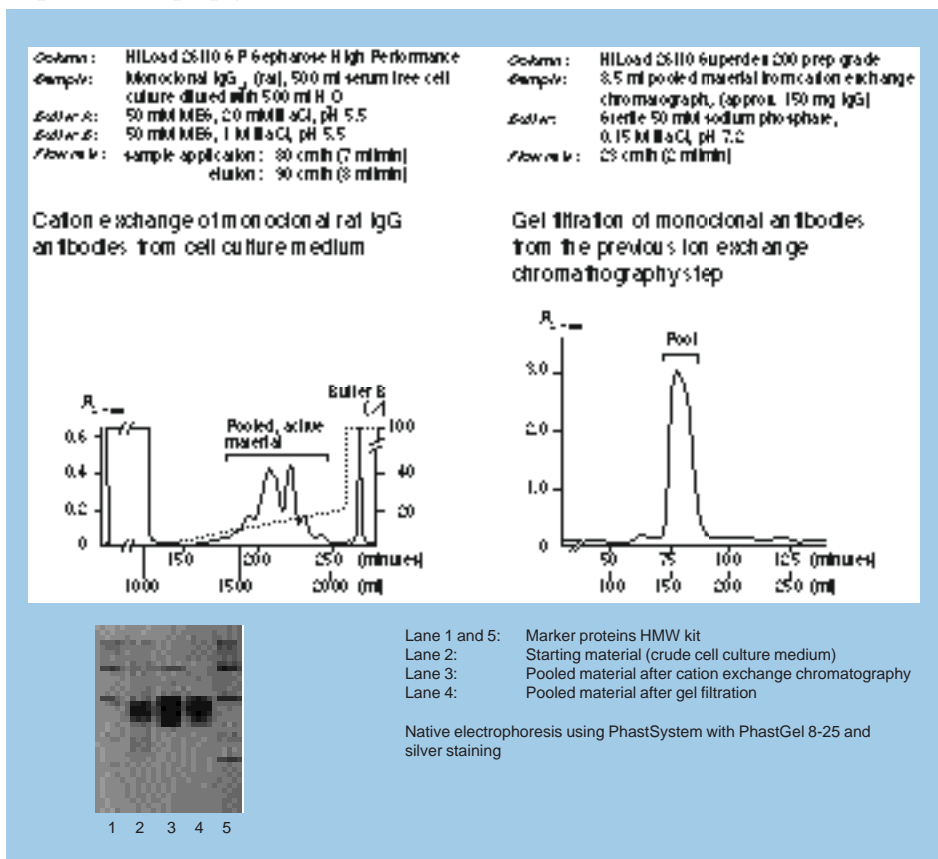 Column: HiLoad 26/10 SP Sepharose High Performance
Sample: Monoclonal IgG (rat), 500 ml serum free cell
culture diluted with 500 ml H O
Buffer A: 50 mM MES, 20 mM NaCl, pH 5.5
Buffer B: 50 mM MES, 1 M NaCl, pH 5.5
Flow rate: sample application: 80 cm/h (7 ml/min)
elution: 90 cm/h (8 ml/min)
Cation exchange of monoclonal rat IgG
antibodies from cell culture medium
Pooled, active
material
Buffer B
0.6
0.4
0.2
0
100
40
20
150 200 250 (minutes)
1000 1500 2000 (ml)
Column: HiLoad 26/10 Superdex 200 prep grade
Sample: 8.5 ml pooled material from cation exchange
chromatograph, (approx. 150 mg IgG)
Buffer: Sterile 50 mM sodium phosphate,
0.15 M NaCl, pH 7.2
Flow rate: 23 cm/h (2 ml/min)
Gel filtration of monoclonal antibodies
from the previous ion exchange
chromathography step
Pool
3.0
2.0
1.0
0
50 75 100 125 (minutes)
100 150 200 250 (ml)
Lane 1 and 5: Marker proteins HMW kit
Lane 2: Starting material (crude cell culture medium)
Lane 3: Pooled material after cation exchange chromatography
Lane 4: Pooled material after gel filtration
Native electrophoresis using PhastSystem with PhastGel 8-25 and
silver staining
1 2 3 4 5